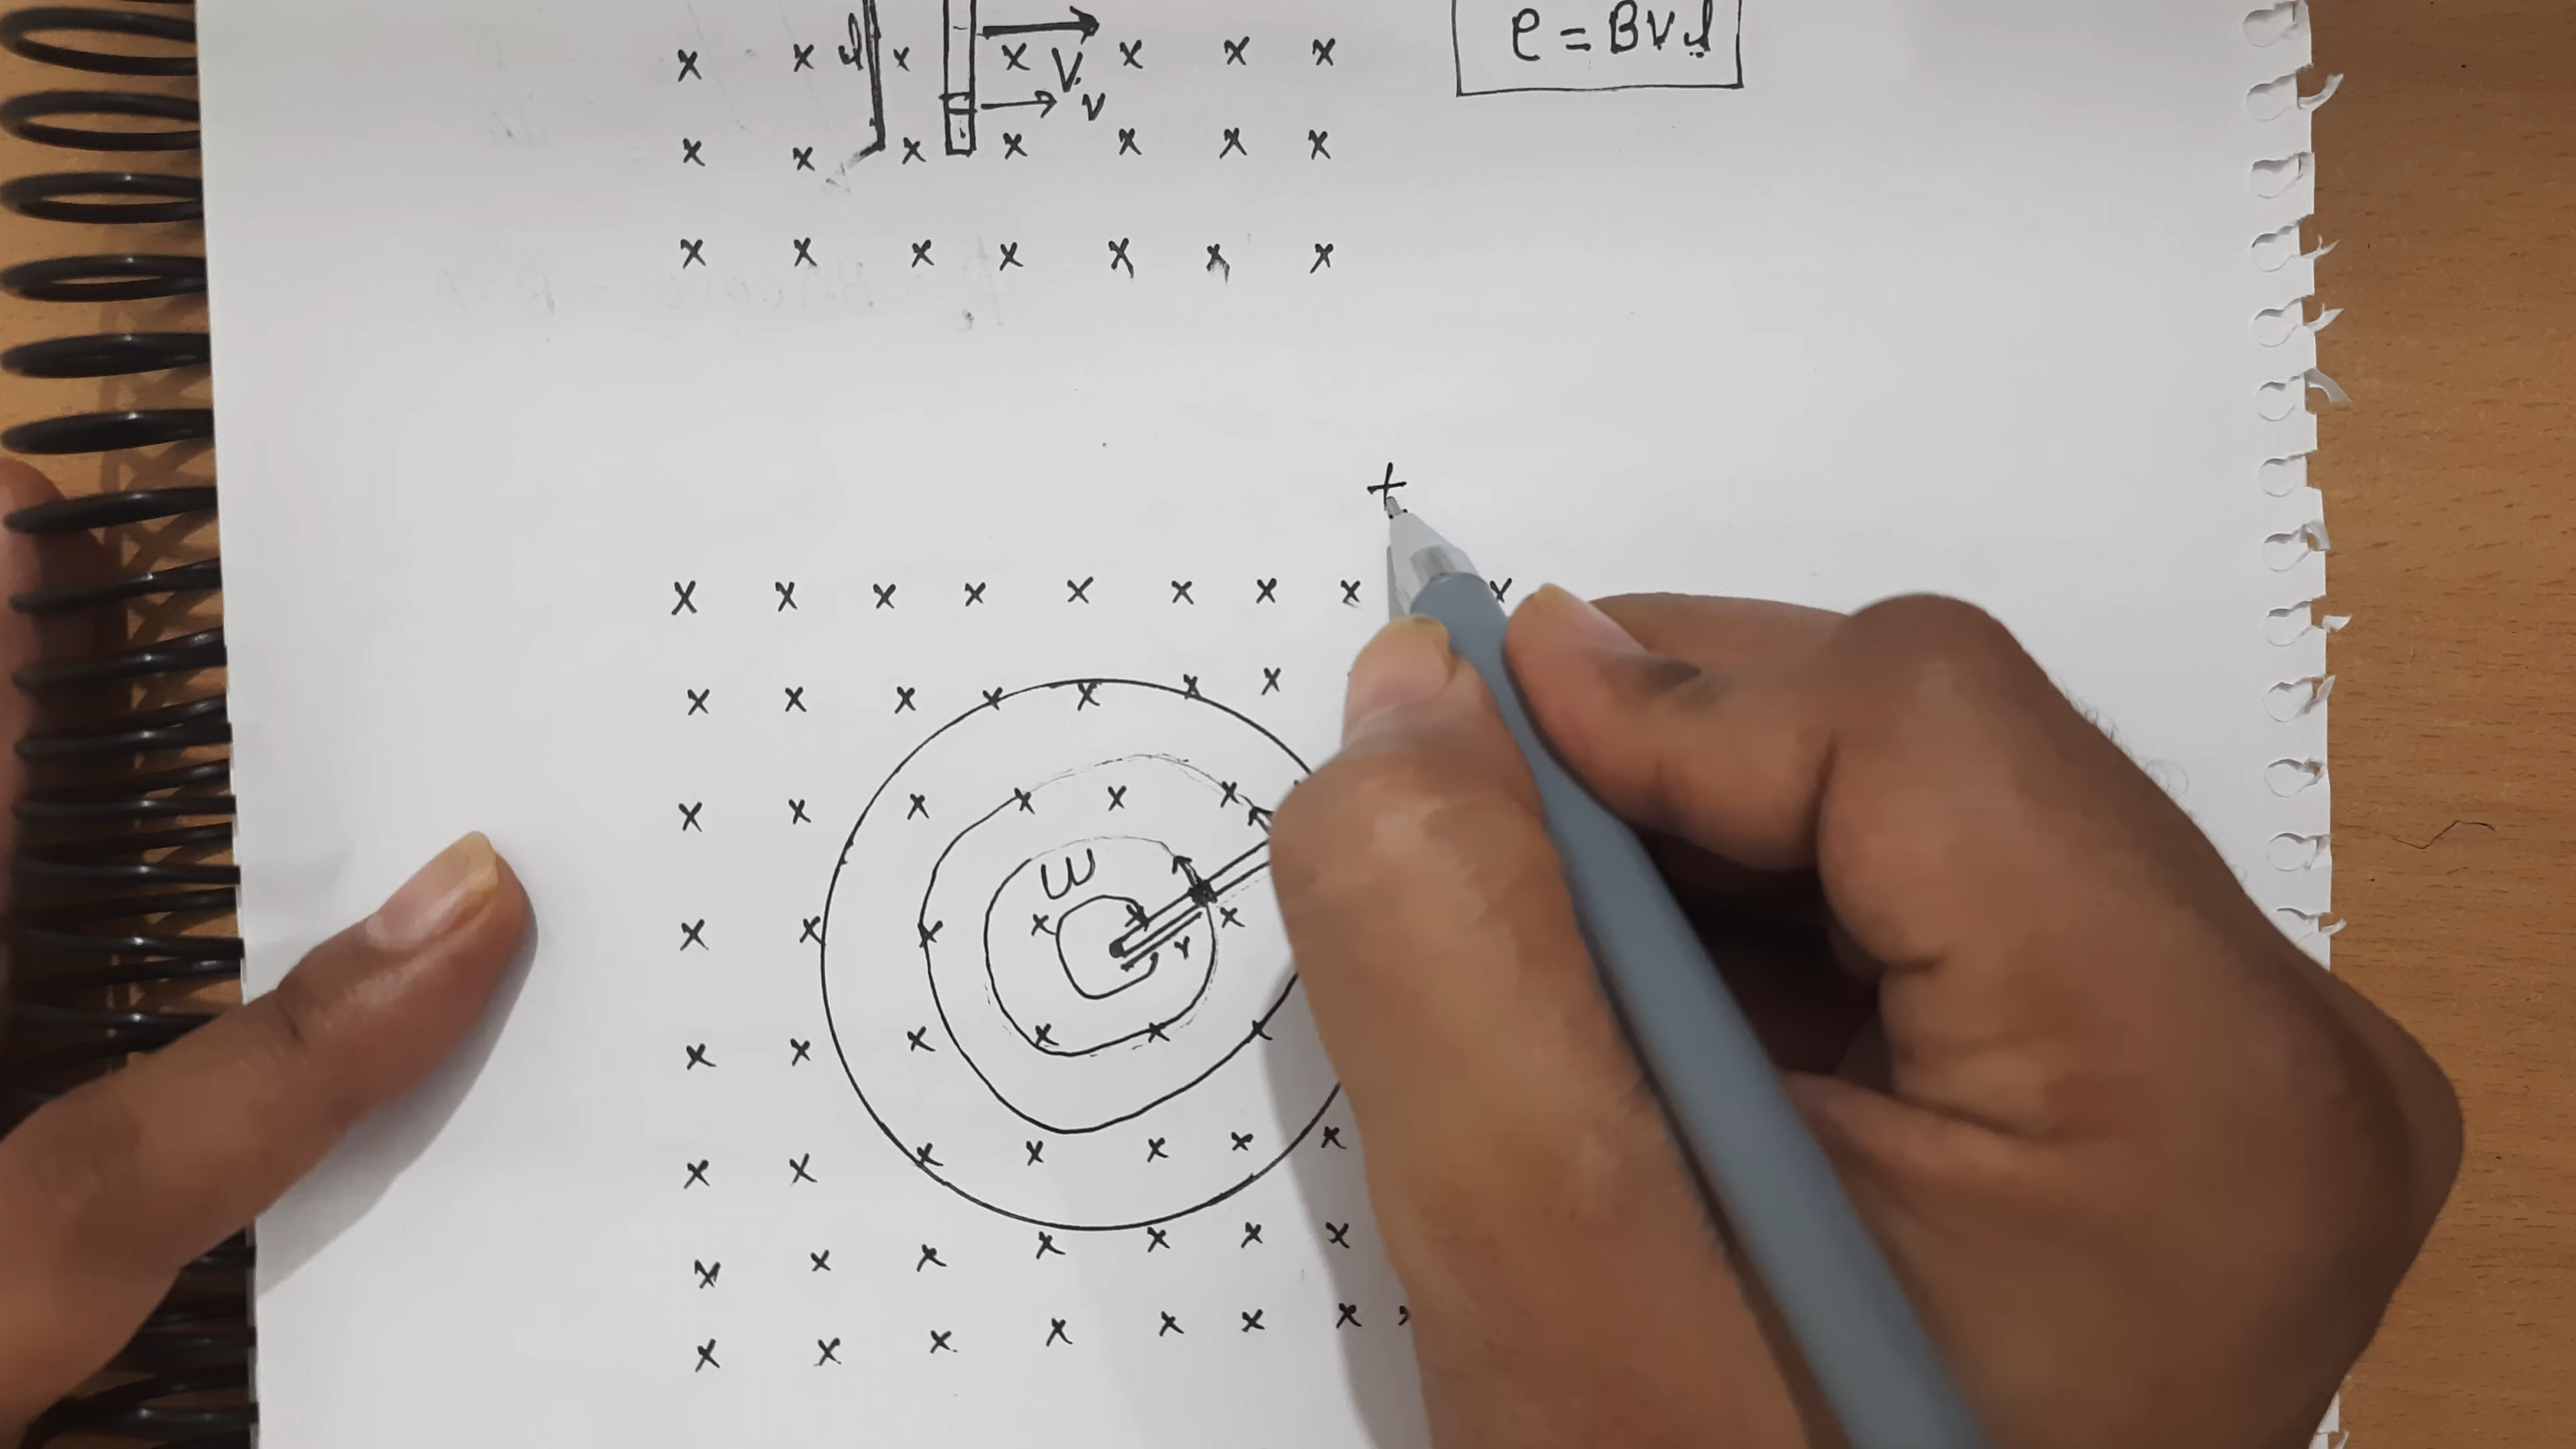 x x l x x x x x
V
e = Bvl
v
x x x x x x x
x x x x x x x
+
x x x x x x x x x
x x x x x x x
x x x x x x
ω
x x x x x
r
x x x x x x
x x x x x x
x x x x x x x
x x x x x x x